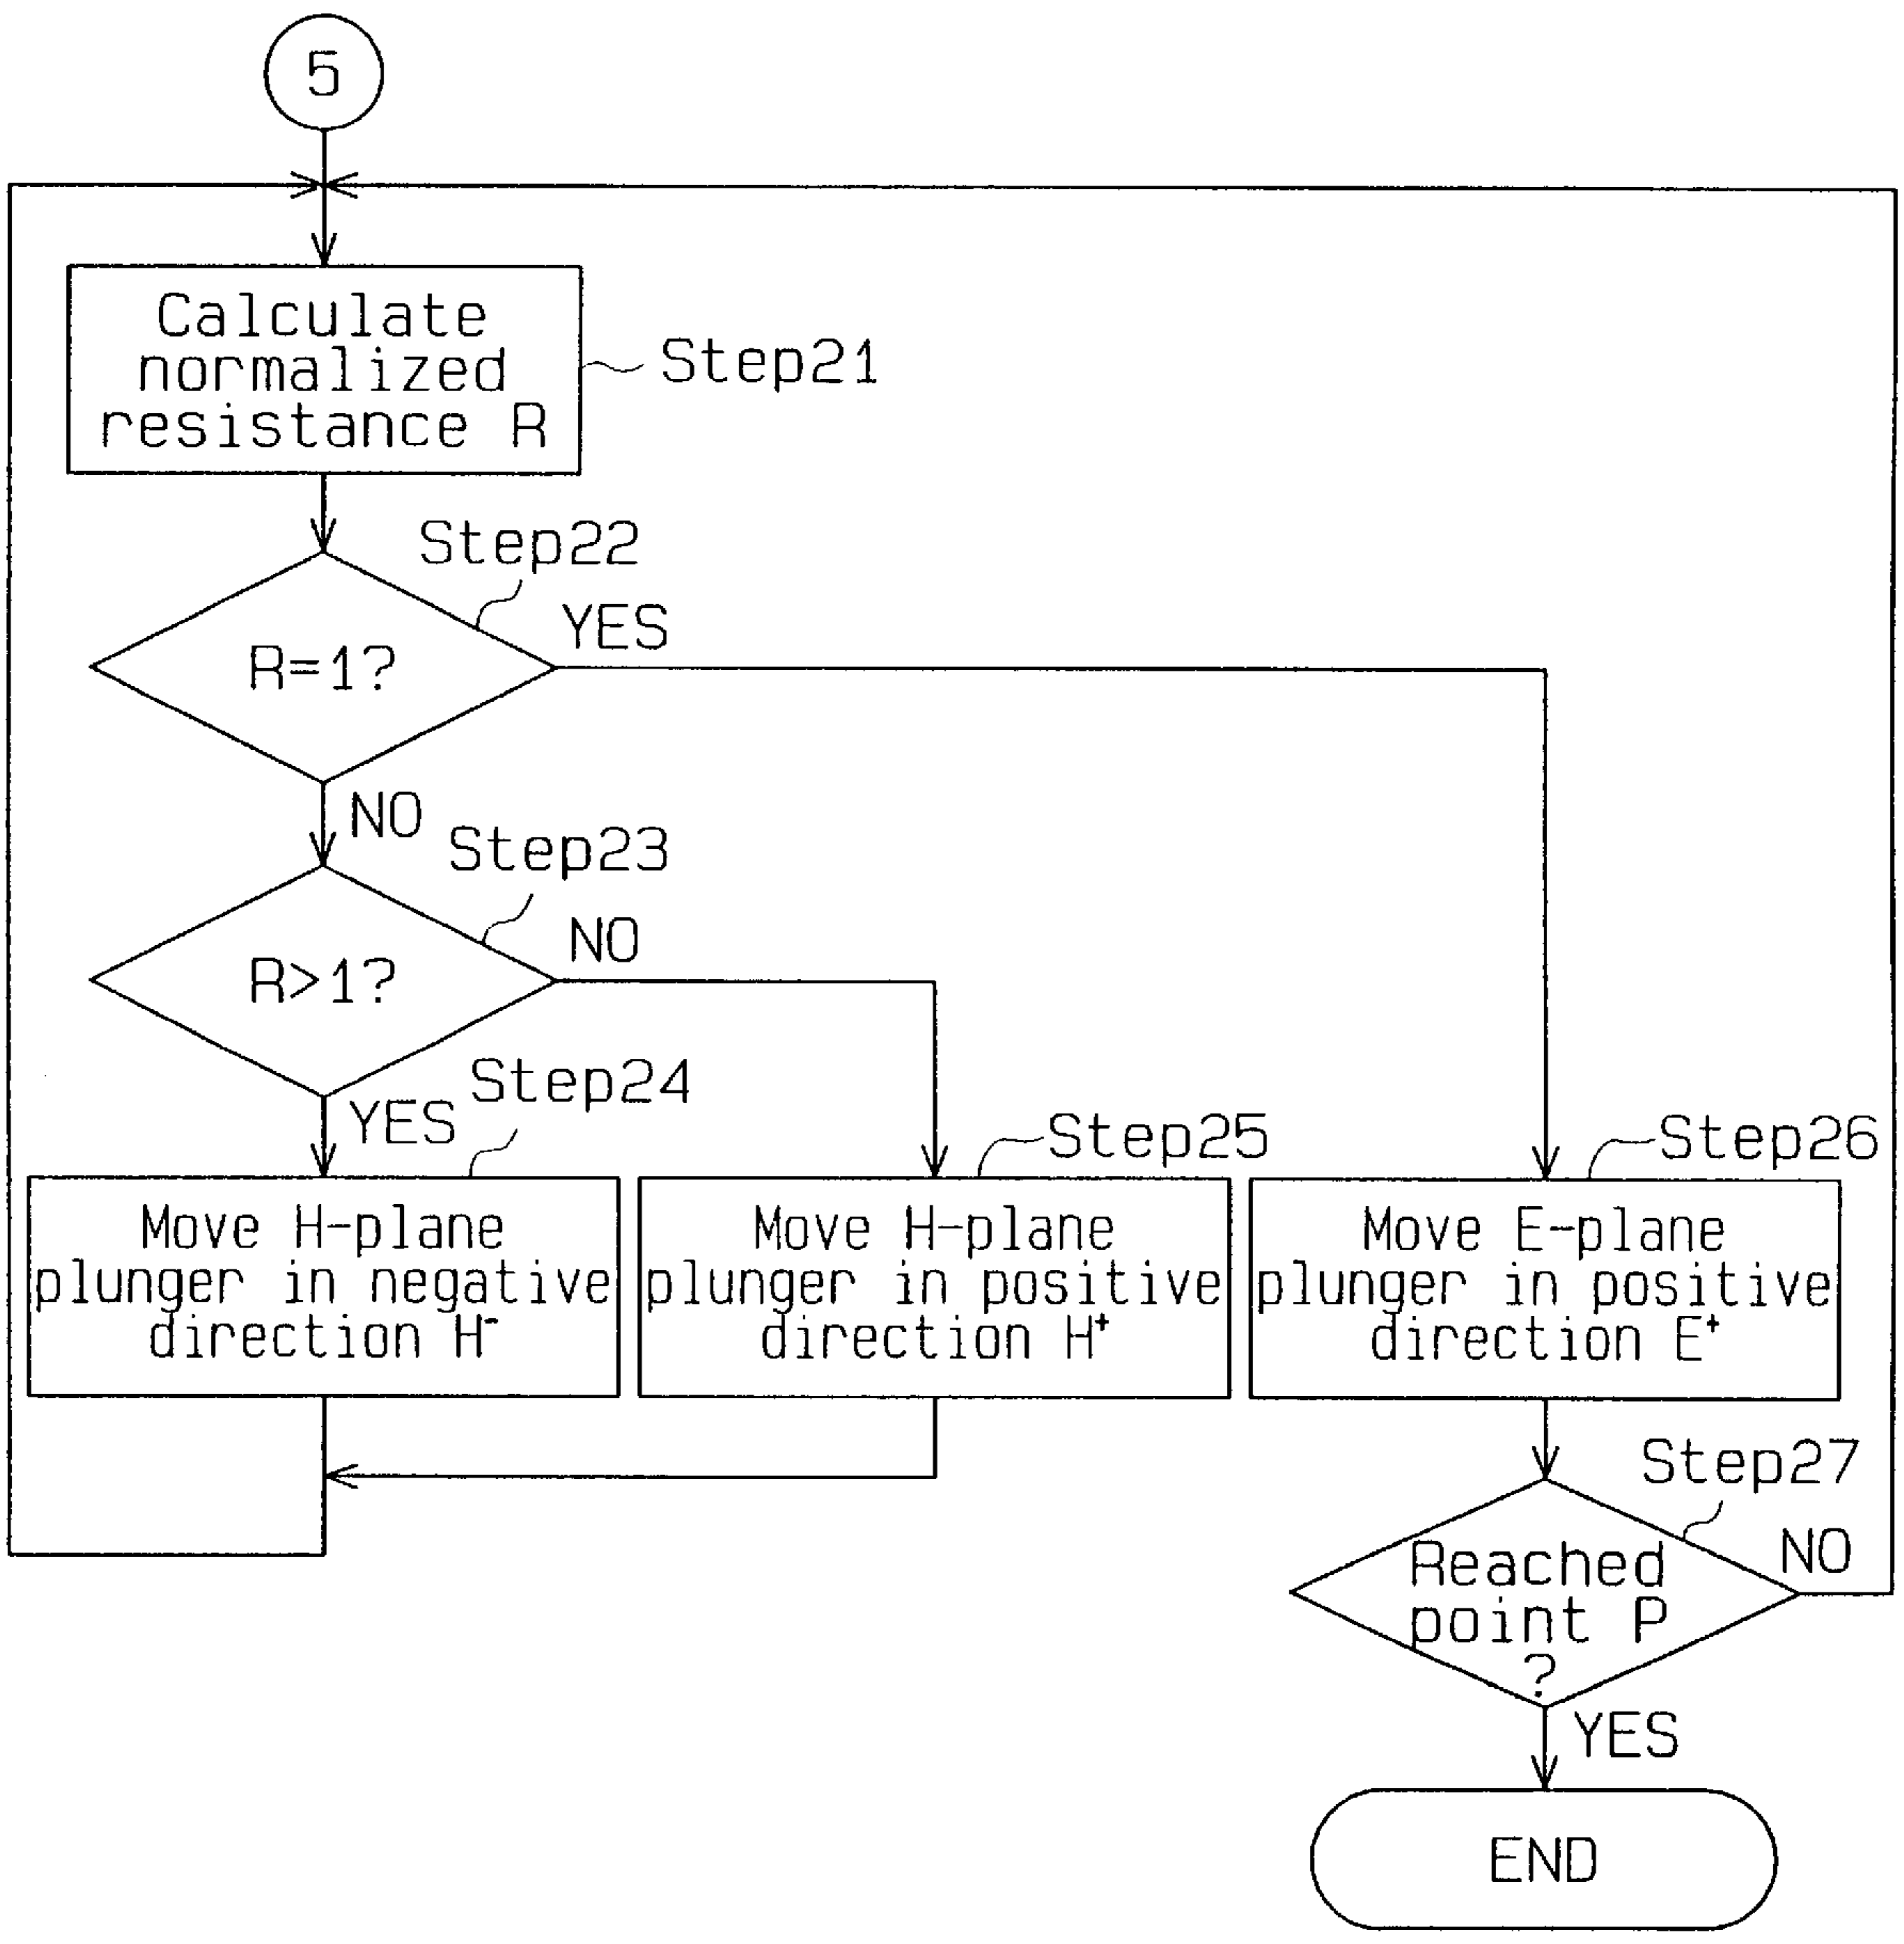 5
Calculate
normalized
resistance R
Step21
Step22
YES
R=1?
NO
Step23
NO
R>1?
Step24
YES
Step25
Step26
Move H-plane
plunger in negative
direction H⁻
Move H-plane
plunger in positive
direction H⁺
Move E-plane
plunger in positive
direction E⁺
Step27
NO
Reached
point P
?
YES
END